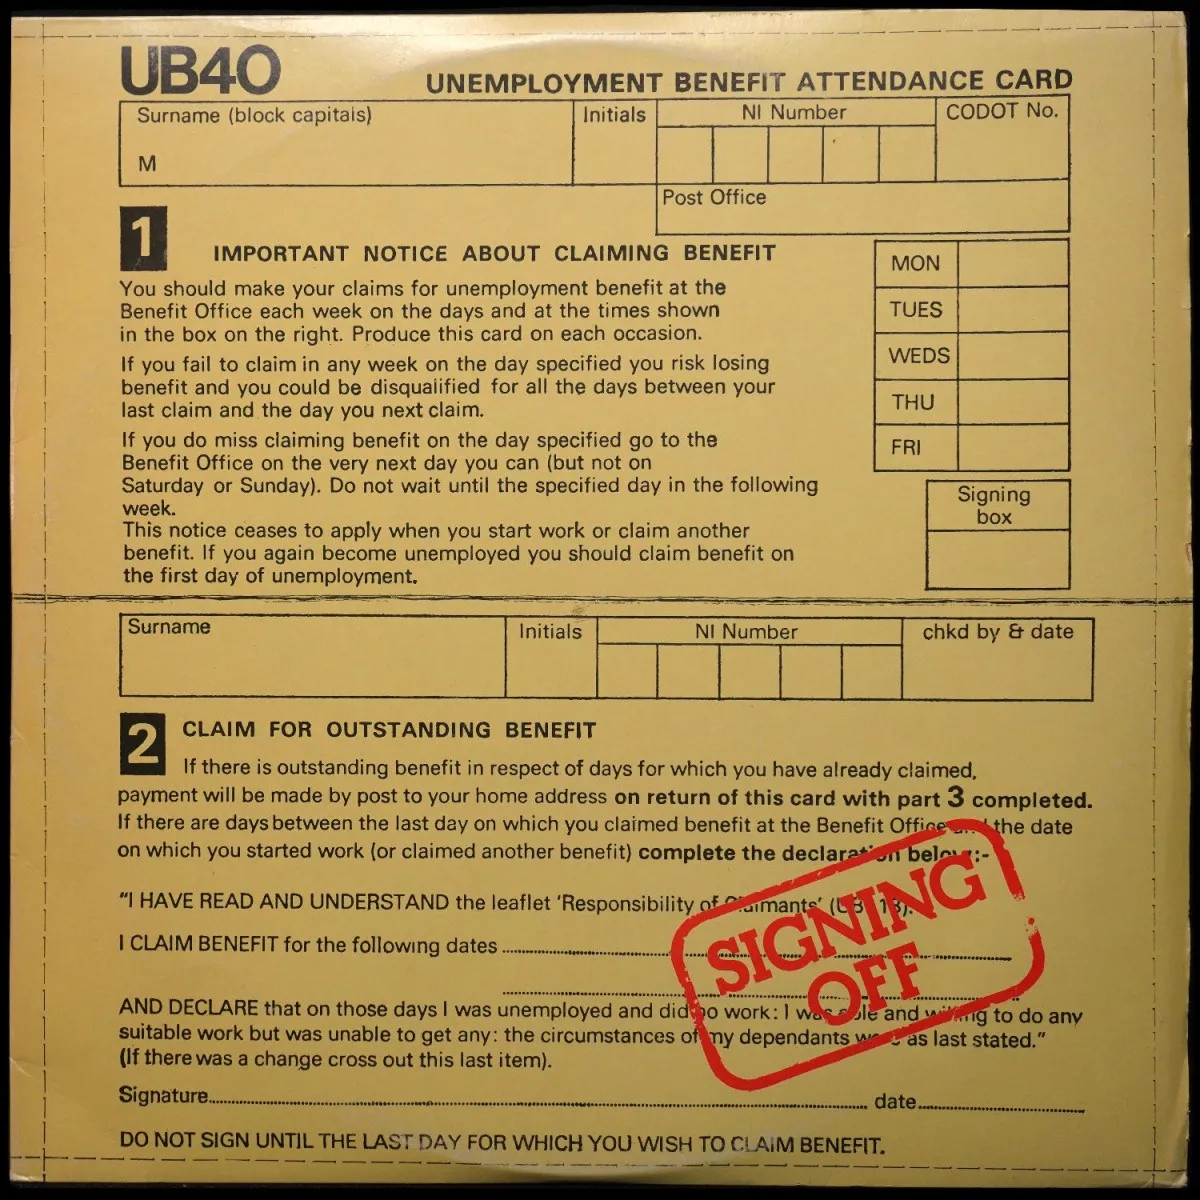 UB40
UNEMPLOYMENT BENEFIT ATTENDANCE CARD
Surname (block capitals)
Initials
NI Number
CODOT No.
M
Post Office
1
IMPORTANT NOTICE ABOUT CLAIMING BENEFIT
You should make your claims for unemployment benefit at the
Benefit Office each week on the days and at the times shown
in the box on the right. Produce this card on each occasion.
If you fail to claim in any week on the day specified you risk losing
benefit and you could be disqualified for all the days between your
last claim and the day you next claim.
If you do miss claiming benefit on the day specified go to the
Benefit Office on the very next day you can (but not on
Saturday or Sunday). Do not wait until the specified day in the following
week.
This notice ceases to apply when you start work or claim another
benefit. If you again become unemployed you should claim benefit on
the first day of unemployment.
MON
TUES
WEDS
THU
FRI
Signing
box
Surname
Initials
NI Number
chkd by & date
2
CLAIM FOR OUTSTANDING BENEFIT
If there is outstanding benefit in respect of days for which you have already claimed,
payment will be made by post to your home address on return of this card with part 3 completed.
If there are days between the last day on which you claimed benefit at the Benefit Office and the date
on which you started work (or claimed another benefit) complete the declaration below:-
"I HAVE READ AND UNDERSTAND the leaflet 'Responsibility of Claimants'
I CLAIM BENEFIT for the following dates
AND DECLARE that on those days I was unemployed and did no work: I was able and willing to do any
suitable work but was unable to get any: the circumstances of my dependants were as last stated."
(If there was a change cross out this last item).
SIGNING
OFF
Signature
date
DO NOT SIGN UNTIL THE LAST DAY FOR WHICH YOU WISH TO CLAIM BENEFIT.